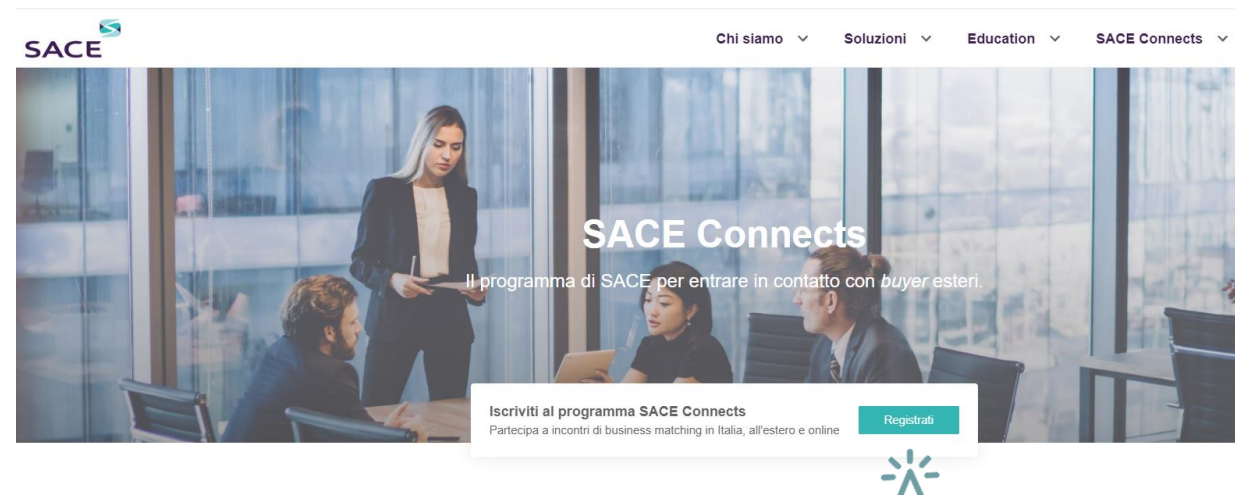 SACE
Chi siamo Soluzioni Education SACE Connects
SACE Connects
Il programma di SACE per entrare in contatto con buyer esteri.
Iscriviti al programma SACE Connects
Partecipa a incontri di business matching in Italia, all'estero e online
Registrati